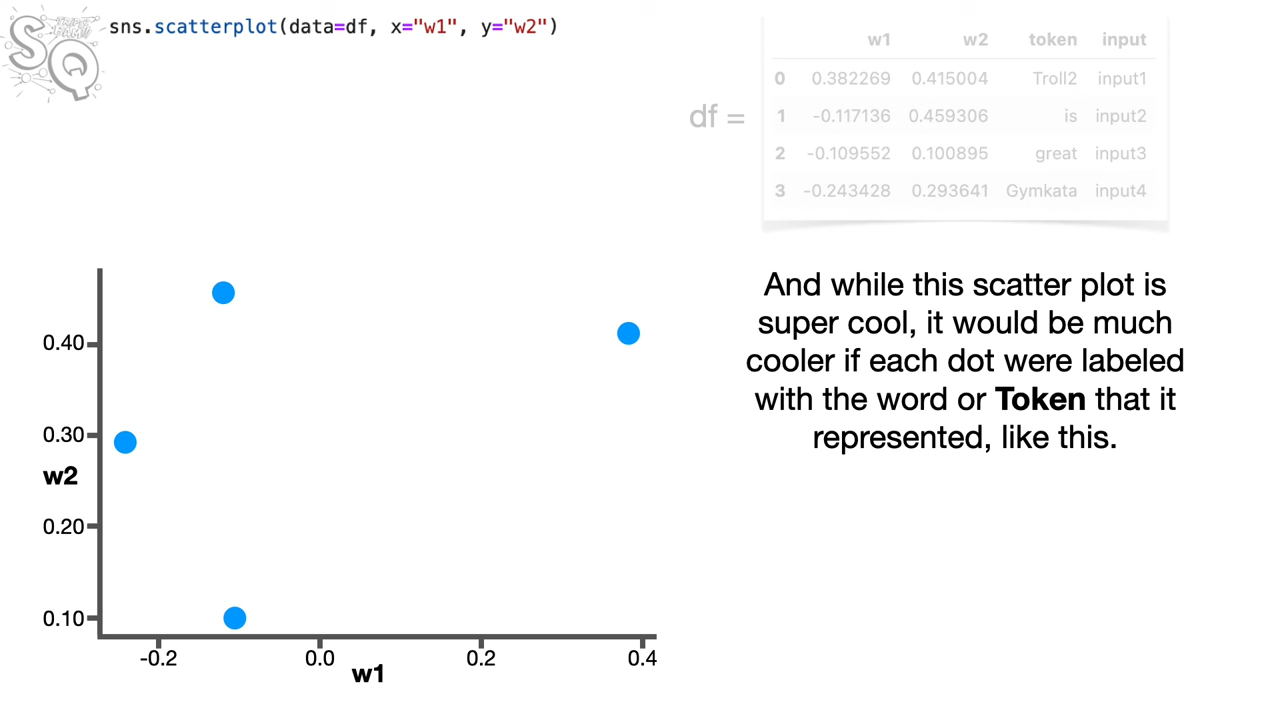 sns.scatterplot(data=df, x="w1", y="w2")
SQ
df =
w1 w2 token input
0 0.382269 0.415004 Troll2 input1
1 -0.117136 0.459306 is input2
2 -0.109552 0.100895 great input3
3 -0.243428 0.293641 Gymkata input4
And while this scatter plot is
super cool, it would be much
cooler if each dot were labeled
with the word or Token that it
represented, like this.
0.40
0.30
w2
0.20
0.10
-0.2 0.0 0.2 0.4
w1